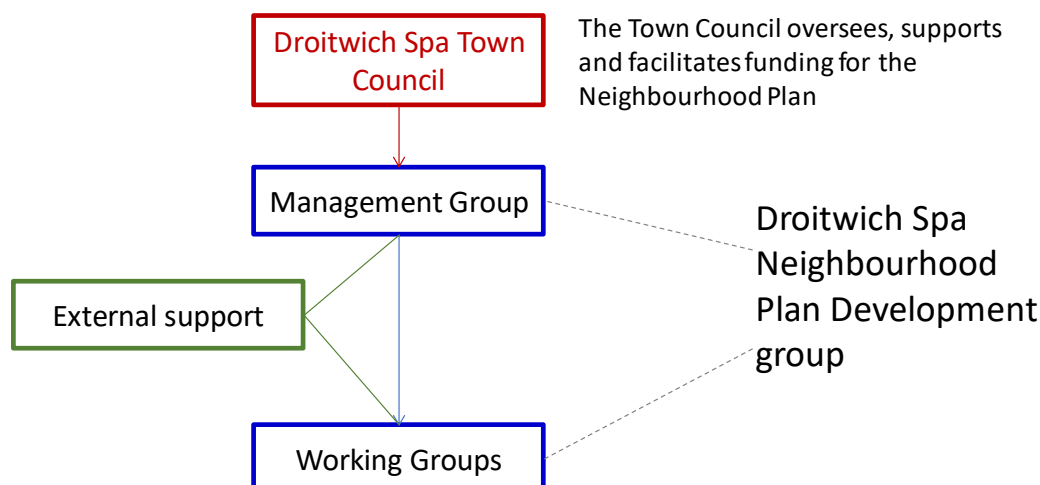 Droitwich Spa Town
Council
The Town Council oversees, supports
and facilitates funding for the
Neighbourhood Plan
Management Group
Droitwich Spa
Neighbourhood
Plan Development
group
External support
Working Groups